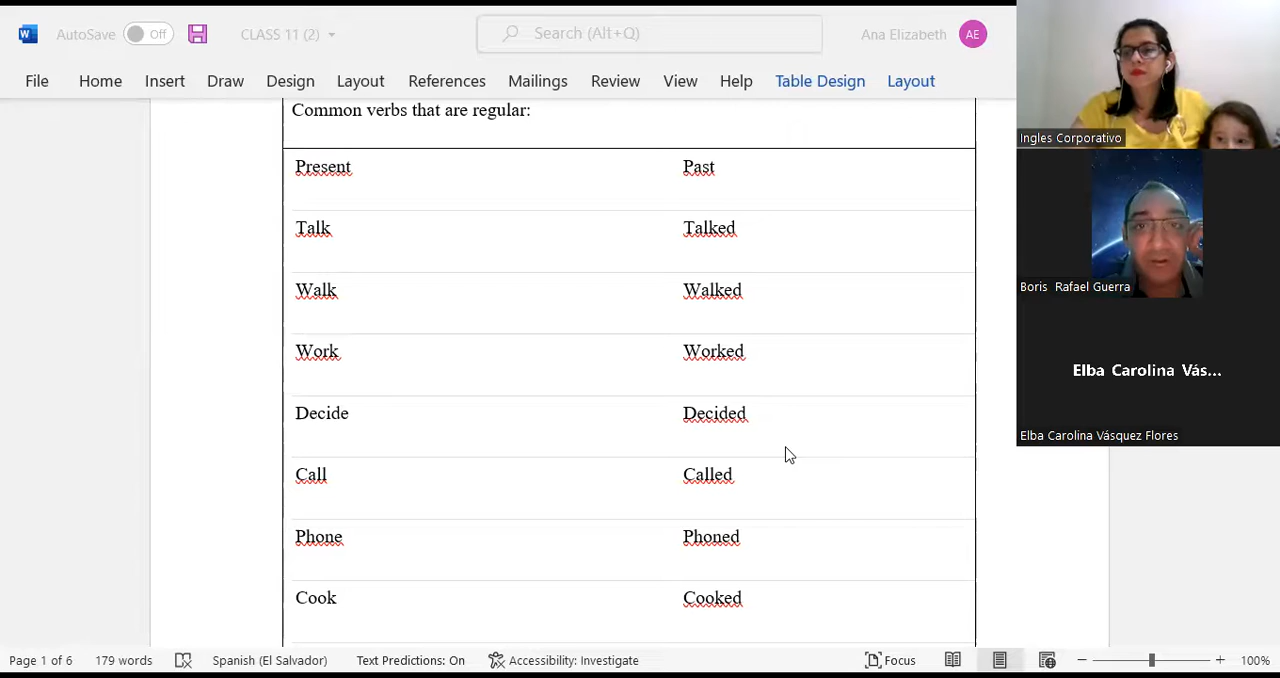 AutoSave Off CLASS 11 (2) Search (Alt+Q) Ana Elizabeth AE
File Home Insert Draw Design Layout References Mailings Review View Help Table Design Layout
Common verbs that are regular:
Present Past
Talk Talked
Walk Walked
Work Worked
Decide Decided
Call Called
Phone Phoned
Cook Cooked
Page 1 of 6 179 words Spanish (El Salvador) Text Predictions: On Accessibility: Investigate Focus 100%
Ingles Corporativo
Boris Rafael Guerra
Elba Carolina Vás...
Elba Carolina Vásquez Flores